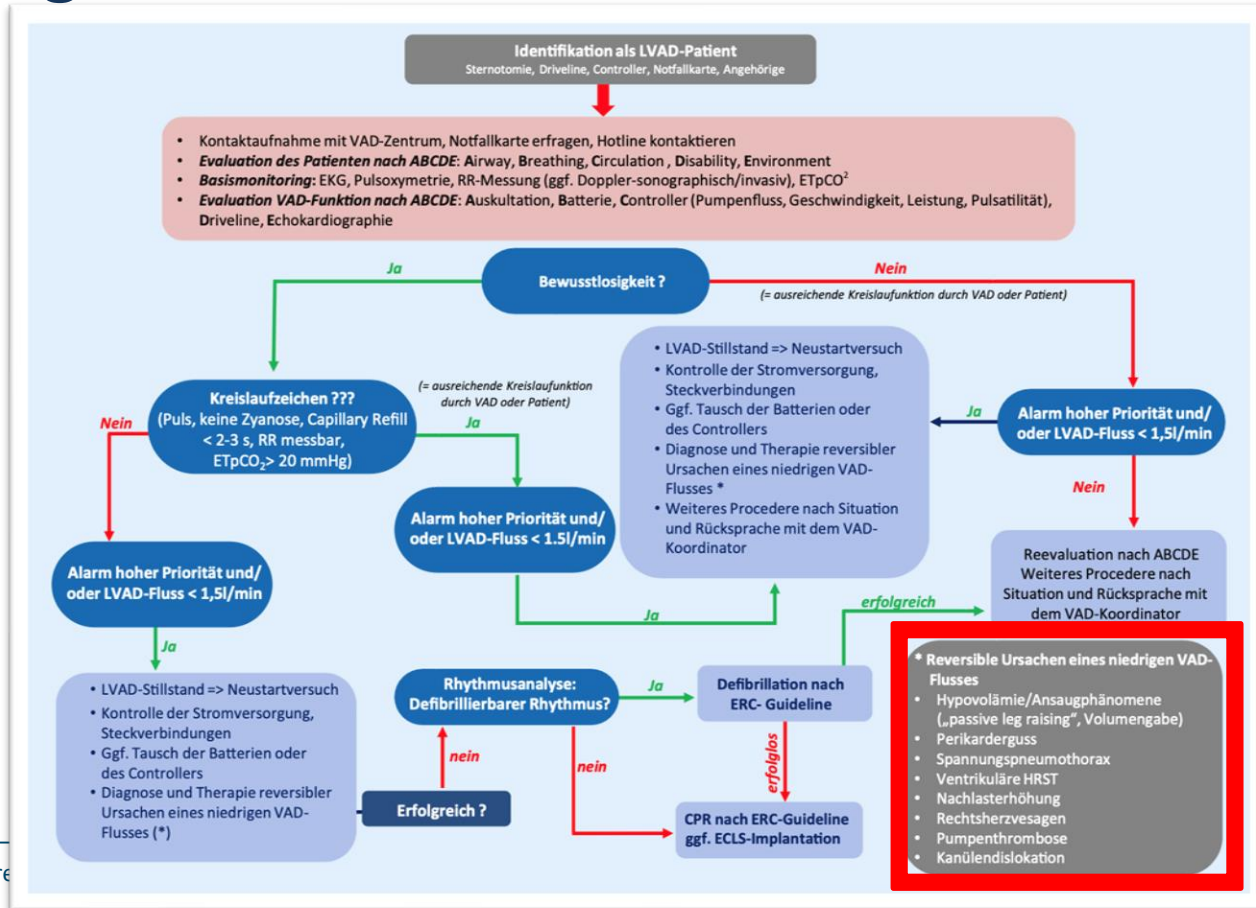 Identifikation als LVAD-Patient
Sternotomie, Driveline, Controller, Notfallkarte, Angehörige
• Kontaktaufnahme mit VAD-Zentrum, Notfallkarte erfragen, Hotline kontaktieren
• Evaluation des Patienten nach ABCDE: Airway, Breathing, Circulation , Disability, Environment
• Basismonitoring: EKG, Pulsoxymetrie, RR-Messung (ggf. Doppler-sonographisch/invasiv), ETpCO²
• Evaluation VAD-Funktion nach ABCDE: Auskultation, Batterie, Controller (Pumpenfluss, Geschwindigkeit, Leistung, Pulsatilität),
Driveline, Echokardiographie
Ja
Bewusstlosigkeit ?
Nein
(= ausreichende Kreislaufunktion durch VAD oder Patient)
Kreislaufzeichen ???
(Puls, keine Zyanose, Capillary Refill
< 2-3 s, RR messbar,
ETpCO₂> 20 mmHg)
Nein
(= ausreichende Kreislaufunktion
durch VAD oder Patient)
Ja
• LVAD-Stillstand => Neustartversuch
• Kontrolle der Stromversorgung,
Steckverbindungen
• Ggf. Tausch der Batterien oder
des Controllers
• Diagnose und Therapie reversibler
Ursachen eines niedrigen VAD-
Flusses *
• Weiteres Procedere nach Situation
und Rücksprache mit dem VAD-
Koordinator
Ja
Alarm hoher Priorität und/
oder LVAD-Fluss < 1,5l/min
Nein
Alarm hoher Priorität und/
oder LVAD-Fluss < 1.5l/min
Ja
Reevaluation nach ABCDE
Weiteres Procedere nach
Situation und Rücksprache mit
dem VAD-Koordinator
Alarm hoher Priorität und/
oder LVAD-Fluss < 1,5l/min
Ja
• LVAD-Stillstand => Neustartversuch
• Kontrolle der Stromversorgung,
Steckverbindungen
• Ggf. Tausch der Batterien oder
des Controllers
• Diagnose und Therapie reversibler
Ursachen eines niedrigen VAD-
Flusses (*)
Erfolgreich ?
nein
Rhythmusanalyse:
Defibrillierbarer Rhythmus?
Ja
nein
Defibrillation nach
ERC- Guideline
erfolgreich
erfolglos
CPR nach ERC-Guideline
ggf. ECLS-Implantation
* Reversible Ursachen eines niedrigen VAD-
Flusses
• Hypovolämie/Ansaugphänomene
(„passive leg raising“, Volumengabe)
• Perikarderguss
• Spannungspneumothorax
• Ventrikuläre HRST
• Nachlasterhöhung
• Rechtsherzvesagen
• Pumpenthrombose
• Kanülendislokation